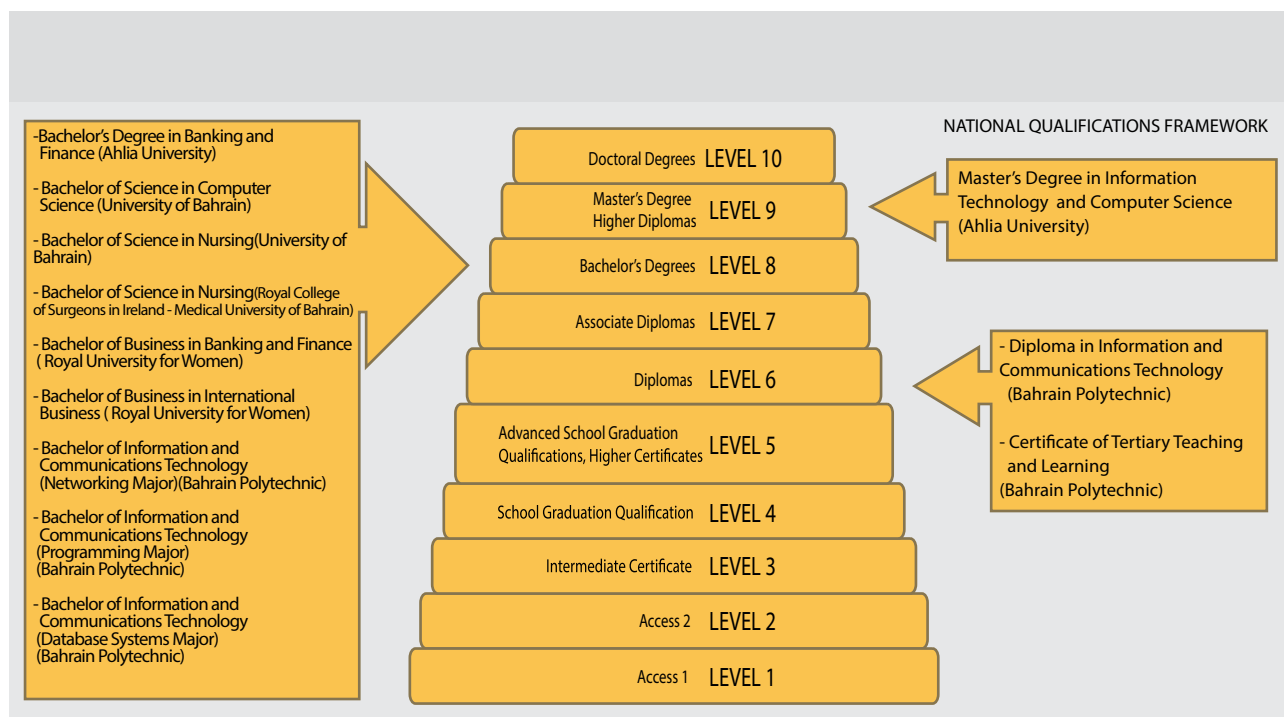 NATIONAL QUALIFICATIONS FRAMEWORK
-Bachelor's Degree in Banking and
Finance (Ahlia University)
- Bachelor of Science in Computer
Science (University of Bahrain)
- Bachelor of Science in Nursing(University of
Bahrain)
- Bachelor of Science in Nursing(Royal College
of Surgeons in Ireland - Medical University of Bahrain)
- Bachelor of Business in Banking and Finance
( Royal University for Women)
- Bachelor of Business in International
Business ( Royal University for Women)
- Bachelor of Information and
Communications Technology
(Networking Major)(Bahrain Polytechnic)
- Bachelor of Information and
Communications Technology
(Programming Major)
(Bahrain Polytechnic)
- Bachelor of Information and
Communications Technology
(Database Systems Major)
(Bahrain Polytechnic)
Doctoral Degrees LEVEL 10
Master's Degree
Higher Diplomas LEVEL 9
Bachelor's Degrees LEVEL 8
Associate Diplomas LEVEL 7
Diplomas LEVEL 6
Advanced School Graduation
Qualifications, Higher Certificates LEVEL 5
School Graduation Qualification LEVEL 4
Intermediate Certificate LEVEL 3
Access 2 LEVEL 2
Access 1 LEVEL 1
Master's Degree in Information
Technology and Computer Science
(Ahlia University)
- Diploma in Information and
Communications Technology
(Bahrain Polytechnic)
- Certificate of Tertiary Teaching
and Learning
(Bahrain Polytechnic)